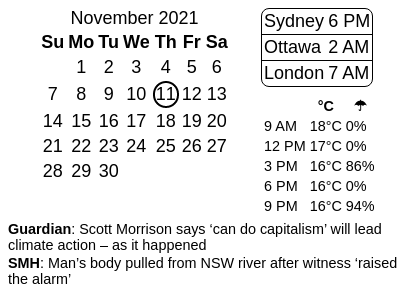 November 2021
Su Mo Tu We Th Fr Sa
1 2 3 4 5 6
7 8 9 10 11 12 13
14 15 16 17 18 19 20
21 22 23 24 25 26 27
28 29 30
Sydney 6 PM
Ottawa 2 AM
London 7 AM
°C ☂
9 AM 18°C 0%
12 PM 17°C 0%
3 PM 16°C 86%
6 PM 16°C 0%
9 PM 16°C 94%
Guardian: Scott Morrison says ‘can do capitalism’ will lead
climate action – as it happened
SMH: Man’s body pulled from NSW river after witness ‘raised
the alarm’